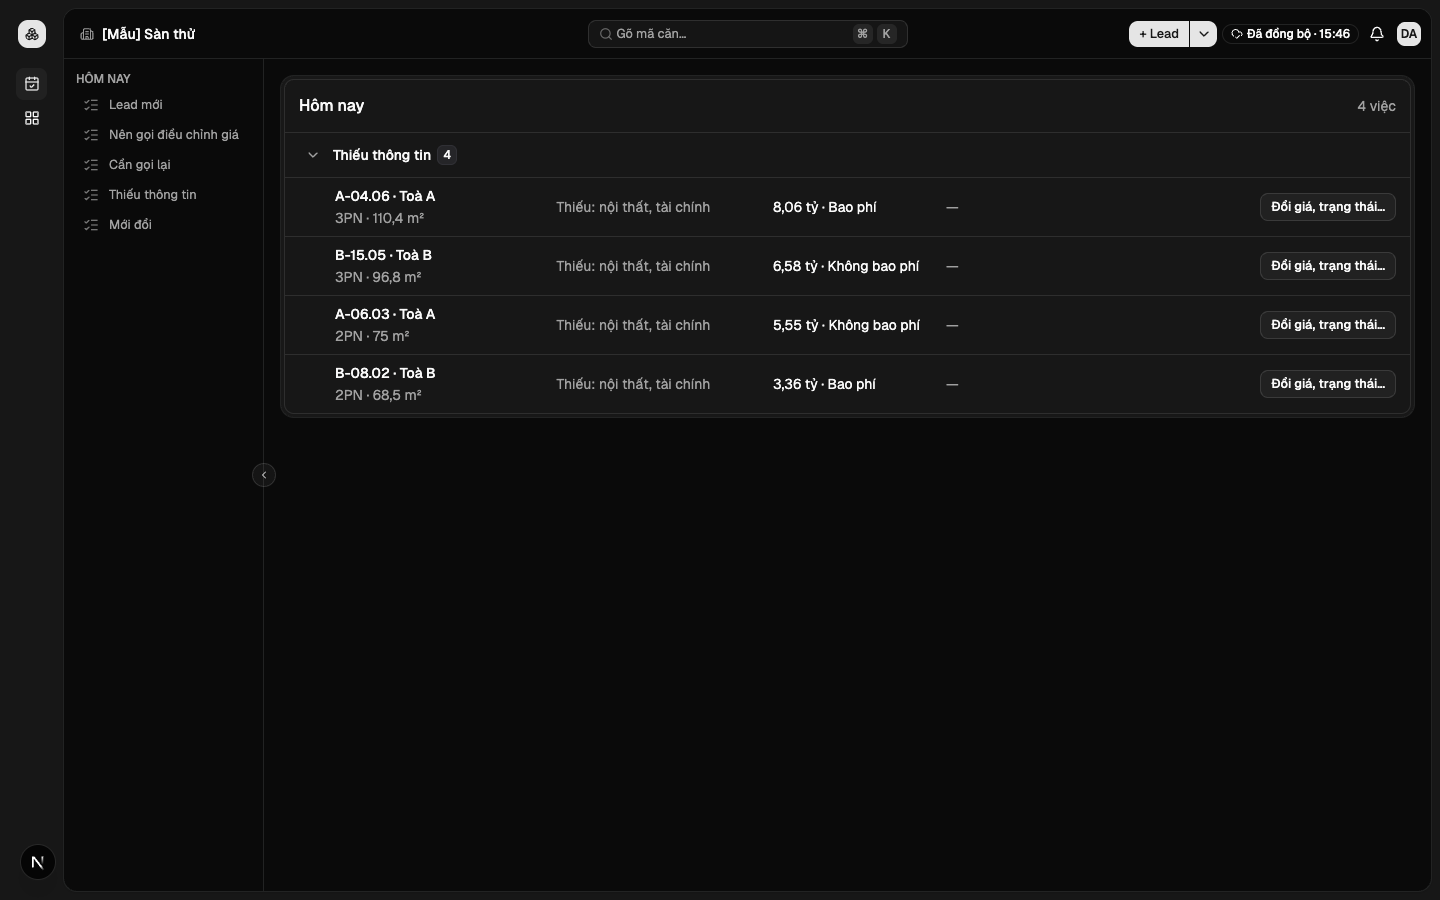 [Mẫu] Sàn thử
Gõ mã căn...
⌘ K
+ Lead
Đã đồng bộ · 15:46
DA
HÔM NAY
Lead mới
Nên gọi điều chỉnh giá
Cần gọi lại
Thiếu thông tin
Mới đổi
Hôm nay
4 việc
Thiếu thông tin 4
A-04.06 · Toà A
3PN · 110,4 m²
Thiếu: nội thất, tài chính
8,06 tỷ · Bao phí
—
Đổi giá, trạng thái...
B-15.05 · Toà B
3PN · 96,8 m²
Thiếu: nội thất, tài chính
6,58 tỷ · Không bao phí
—
Đổi giá, trạng thái...
A-06.03 · Toà A
2PN · 75 m²
Thiếu: nội thất, tài chính
5,55 tỷ · Không bao phí
—
Đổi giá, trạng thái...
B-08.02 · Toà B
2PN · 68,5 m²
Thiếu: nội thất, tài chính
3,36 tỷ · Bao phí
—
Đổi giá, trạng thái...
N